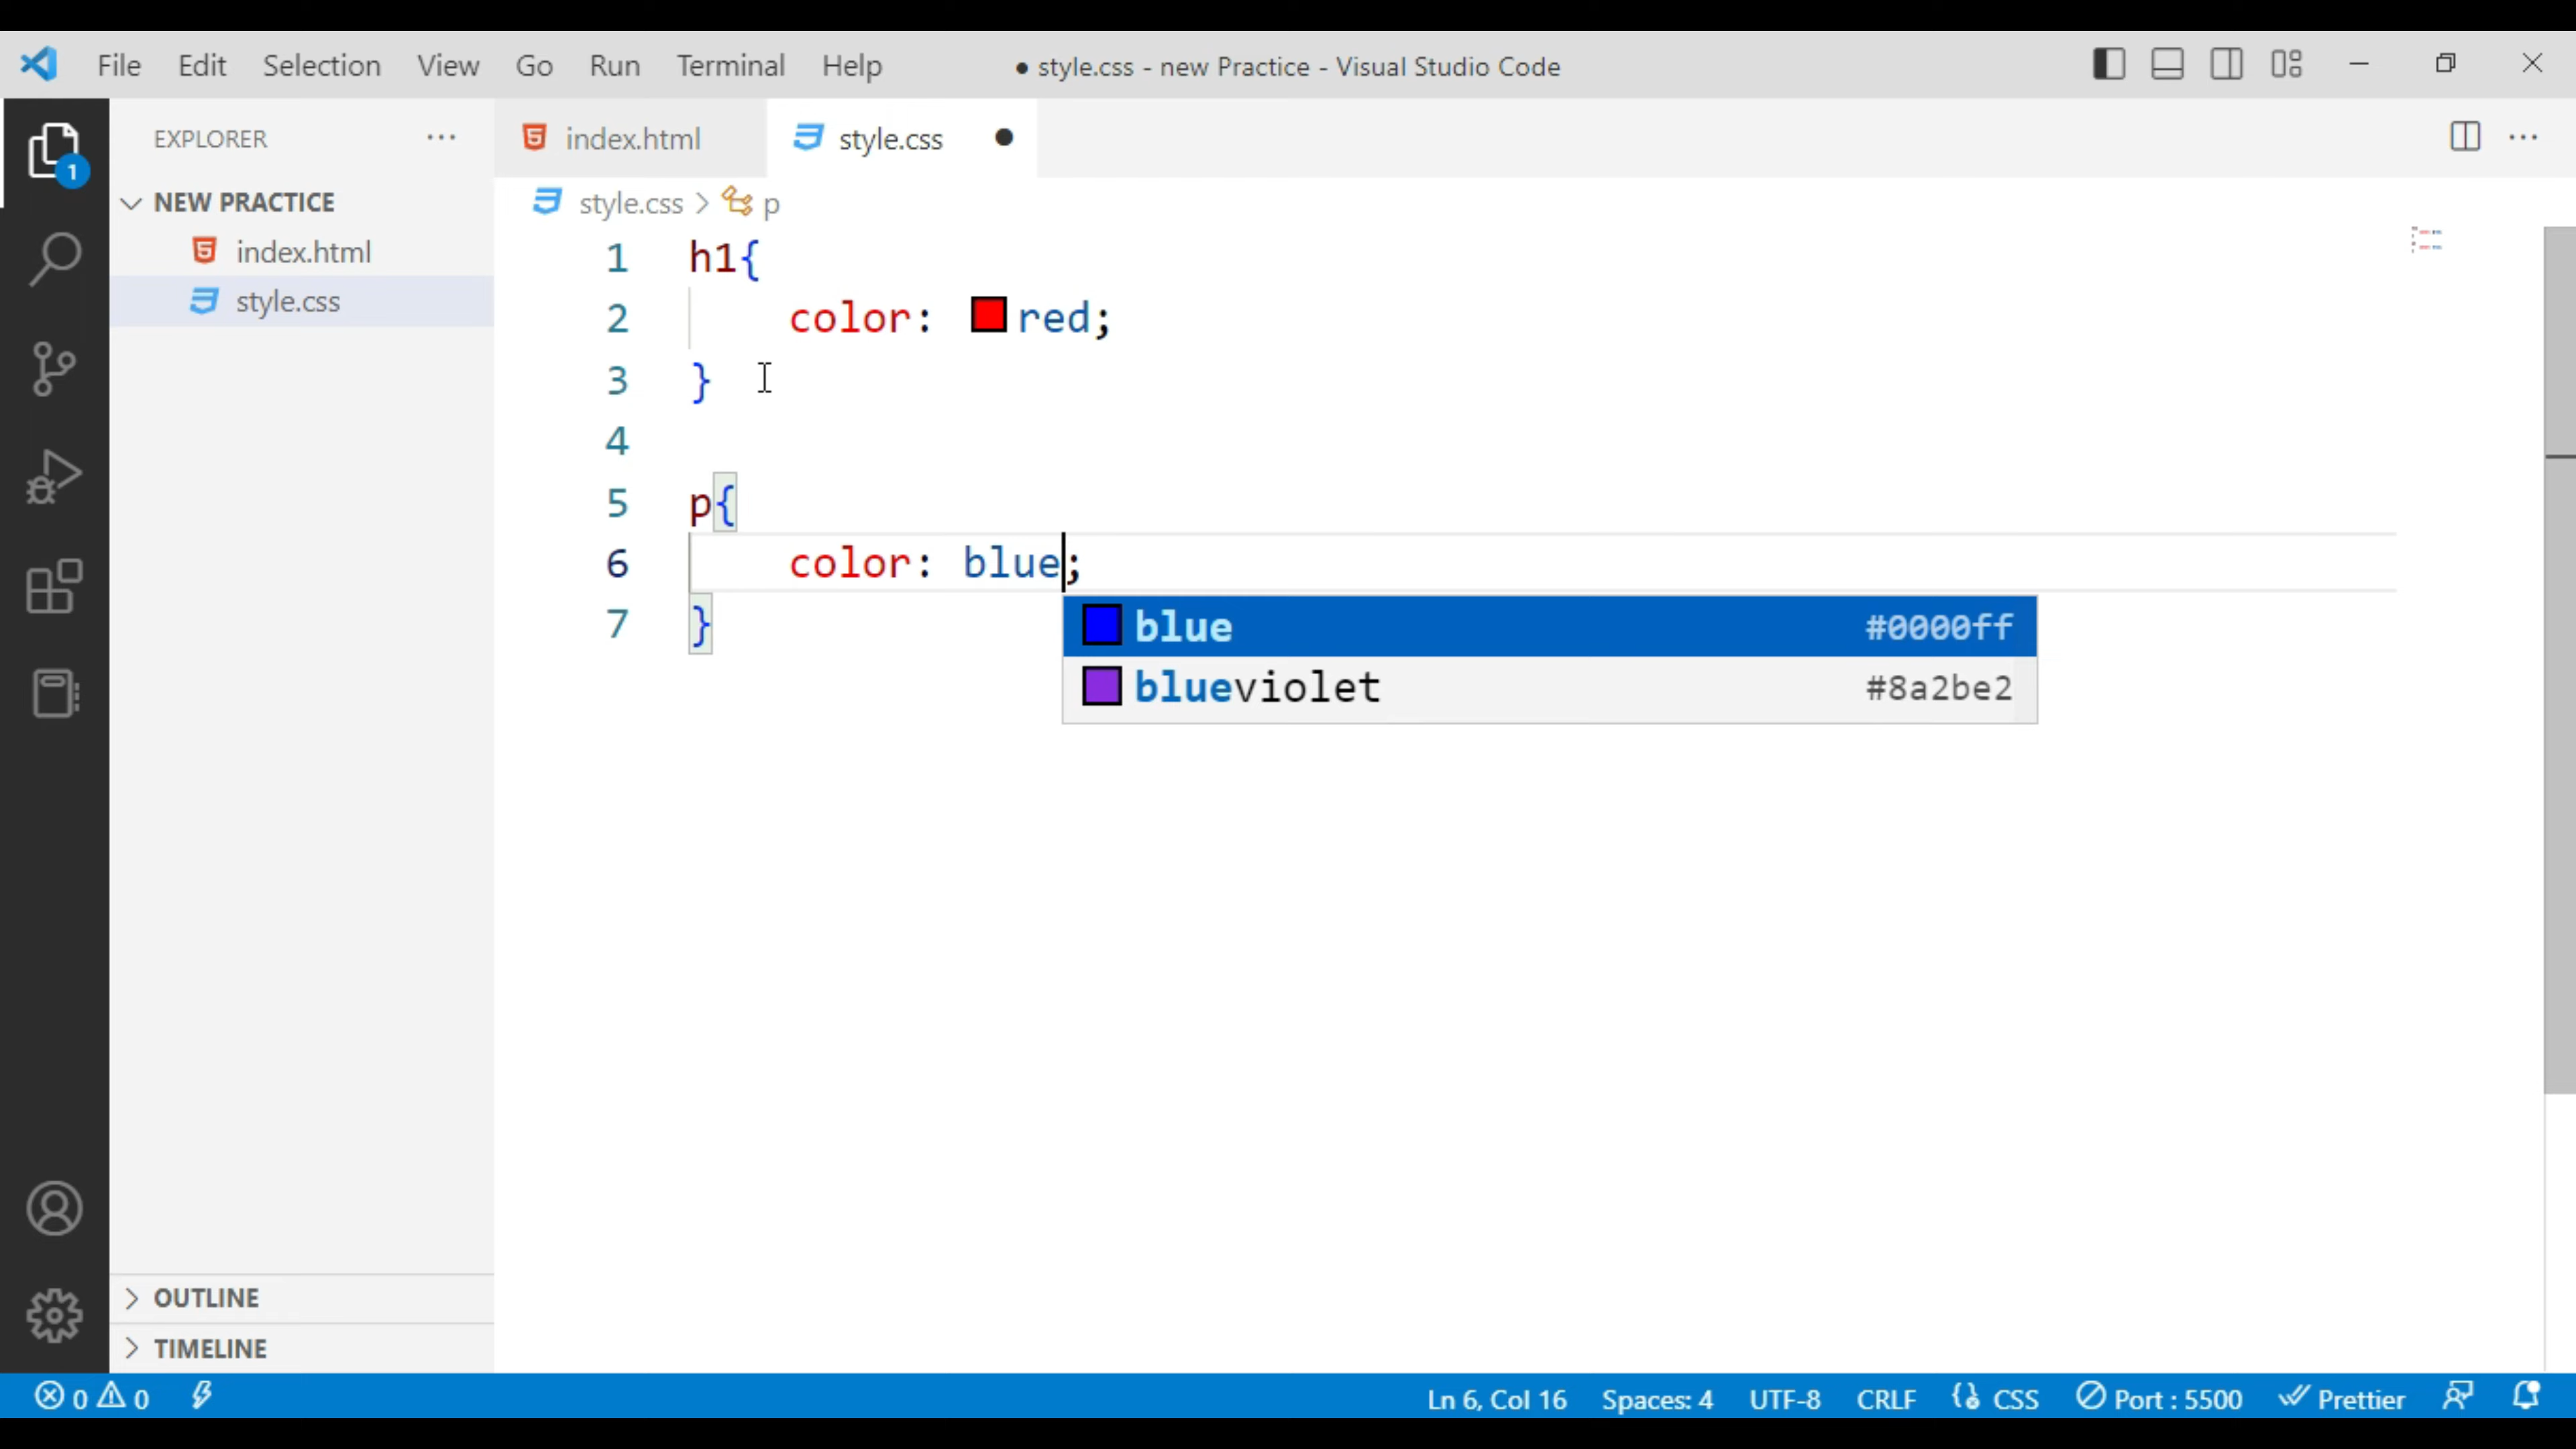 File Edit Selection View Go Run Terminal Help ● style.css - new Practice - Visual Studio Code
EXPLORER ···
index.html style.css ●
1
NEW PRACTICE
index.html
style.css
style.css > p
1 h1{
2 color: red;
3 }
4
5 p{
6 color: blue;
7 }
blue #0000ff
blueviolet #8a2be2
OUTLINE
TIMELINE
0 0 Ln 6, Col 16 Spaces: 4 UTF-8 CRLF {} CSS Port : 5500 Prettier